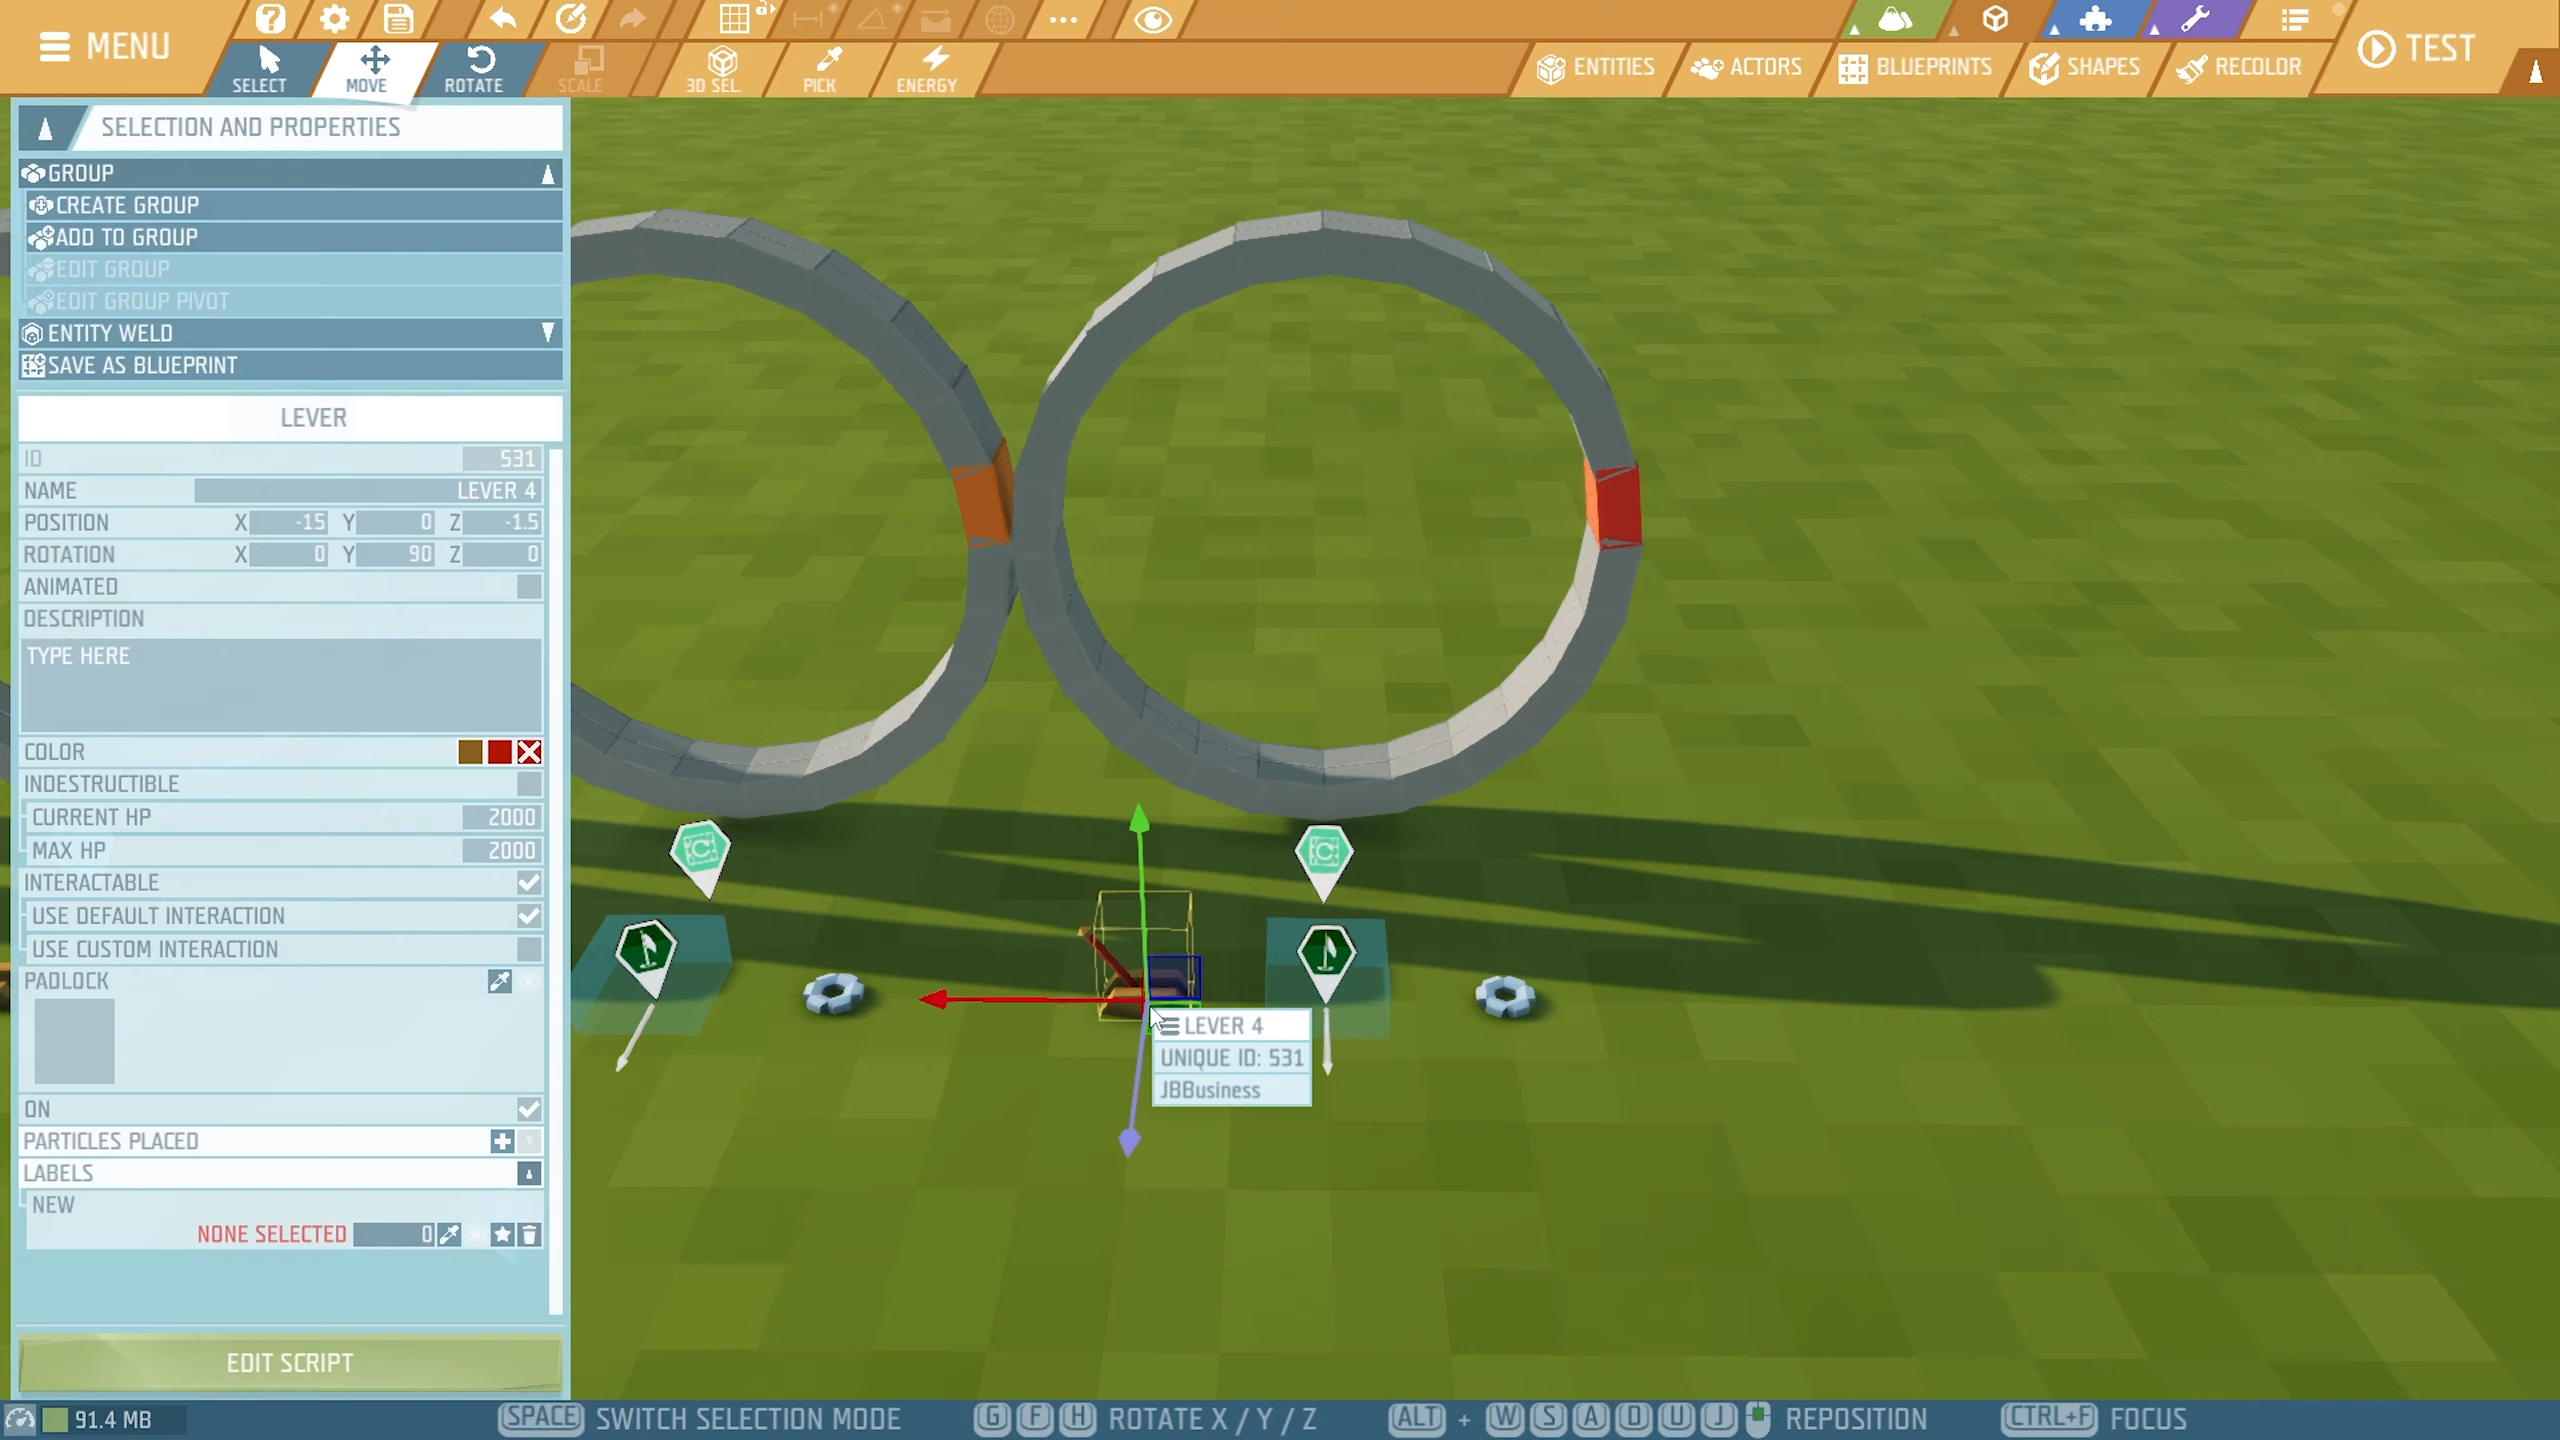 MENU
SELECT
MOVE
ROTATE
SCALE
3D SEL.
PICK
ENERGY
ENTITIES
ACTORS
BLUEPRINTS
SHAPES
RECOLOR
TEST
SELECTION AND PROPERTIES
GROUP
CREATE GROUP
ADD TO GROUP
EDIT GROUP
EDIT GROUP PIVOT
ENTITY WELD
SAVE AS BLUEPRINT
LEVER
ID 531
NAME LEVER 4
POSITION X -15 Y 0 Z -1.5
ROTATION X 0 Y 90 Z 0
ANIMATED
DESCRIPTION
TYPE HERE
COLOR
INDESTRUCTIBLE
CURRENT HP 2000
MAX HP 2000
INTERACTABLE
USE DEFAULT INTERACTION
USE CUSTOM INTERACTION
PADLOCK
ON
PARTICLES PLACED
LABELS
NEW
NONE SELECTED 0
EDIT SCRIPT
LEVER 4
UNIQUE ID: 531
JBBusiness
91.4 MB
SPACE SWITCH SELECTION MODE
G F H ROTATE X / Y / Z
ALT + W S A D U J REPOSITION
CTRL+F FOCUS